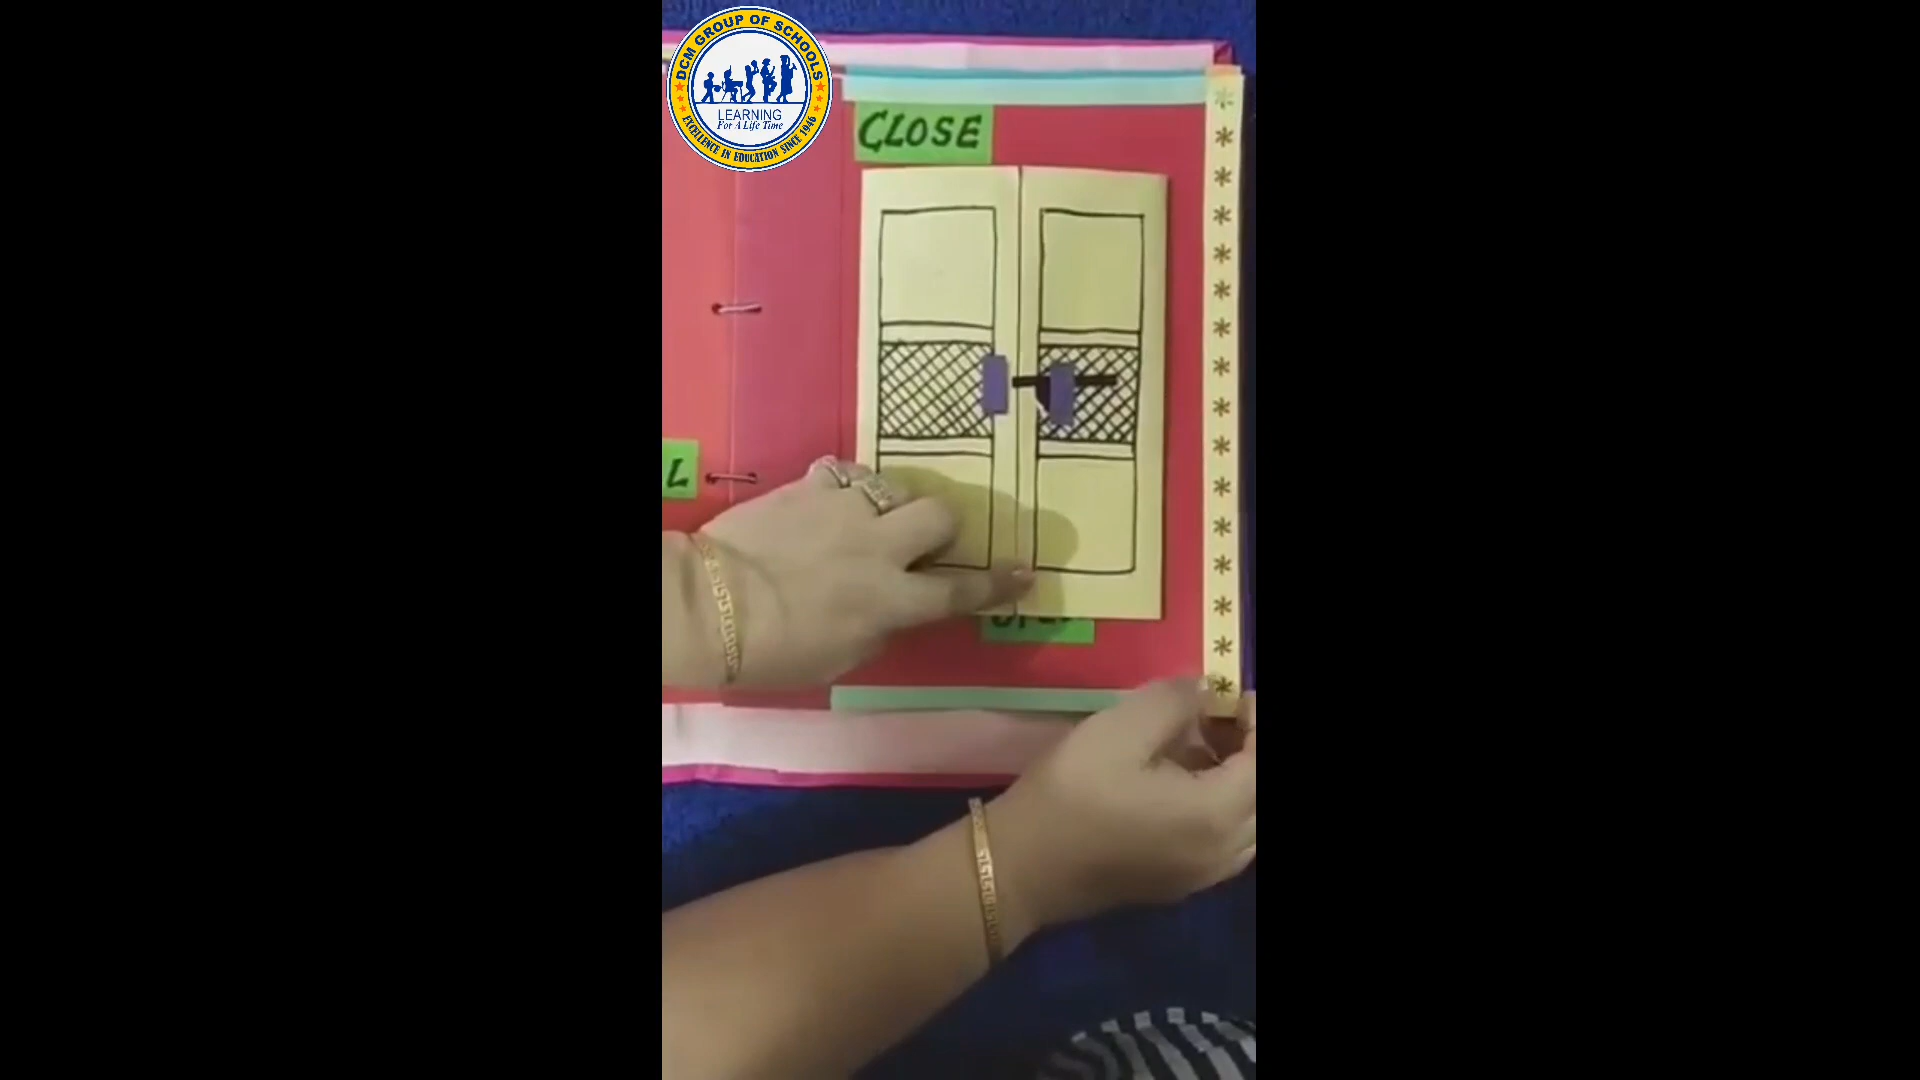 DCM GROUP OF SCHOOLS
LEARNING
For A Life Time
EXCELLENCE IN EDUCATION SINCE 1946
CLOSE
L